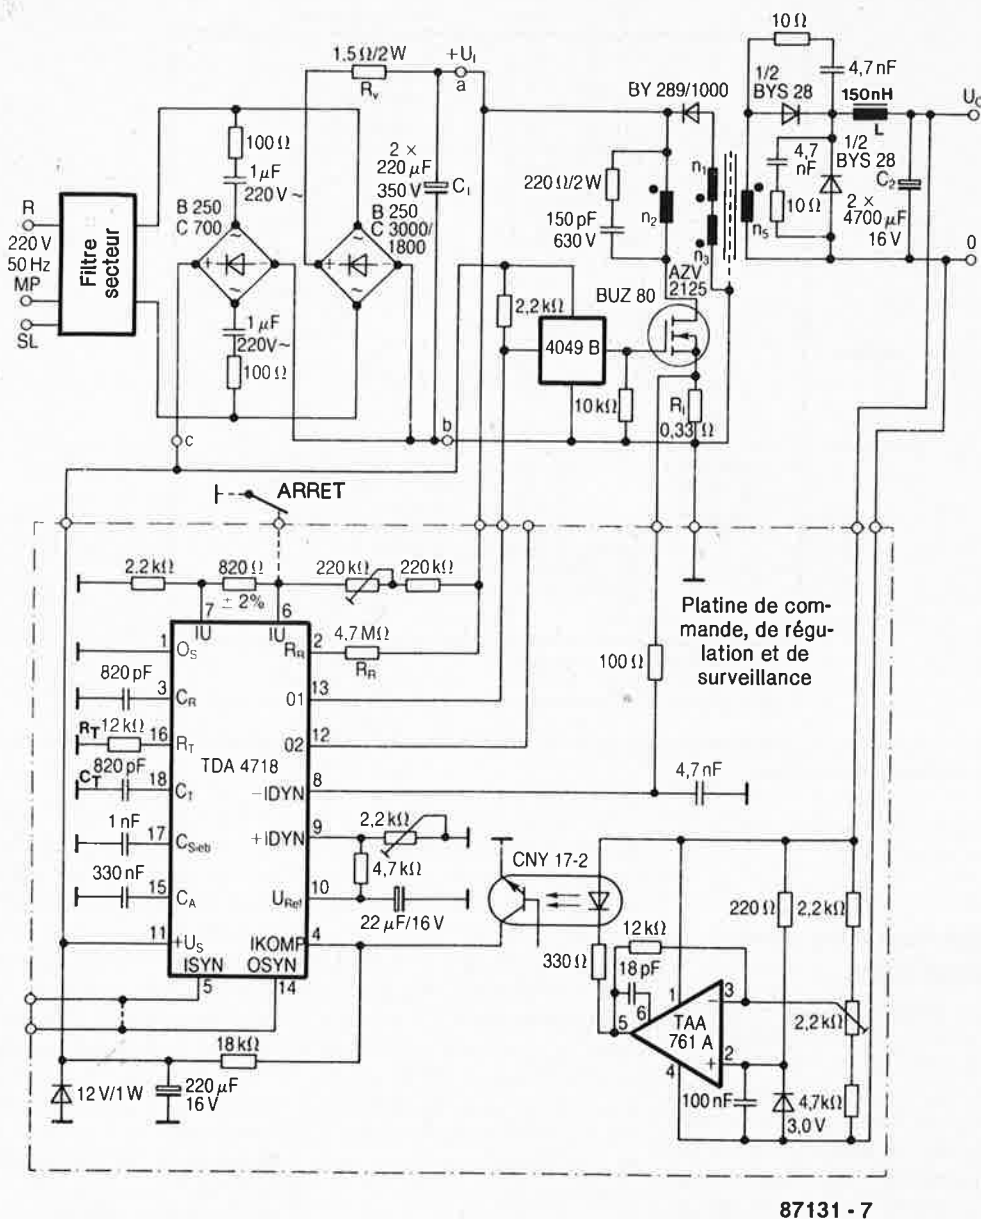 10 Ω
4,7 nF
1.5 Ω/2 W
Rv
+U1
a
BY 289/1000
1/2
BYS 28
150nH
L
UO
100 Ω
1 µF
220 V ~
2 ×
220 µF
350 V
C1
220 Ω/2W
150 pF
630 V
n2
n1
n3
n5
4,7
nF
10 Ω
1/2
BYS 28
C2
2 ×
4700 µF
16 V
0
R
220 V
50 Hz
MP
SL
Filtre
secteur
B 250
C 700
~
+
~
B 250
C 3000/
1800
~
+
~
1 µF
220V~
100 Ω
AZV
2125
BUZ 80
2,2kΩ
4049 B
10 kΩ
R1
0,33 Ω
c
b
ARRET
2.2 kΩ
820 Ω
± 2%
220 kΩ
220 kΩ
7
IU
6
IU
1
OS
2
RR
4,7 MΩ
RR
820 pF
3
CR
13
01
RT
12 kΩ
16
RT
12
02
TDA 4718
CT
820 pF
18
CT
8
−IDYN
1 nF
17
CSieb
9
+IDYN
2,2 kΩ
4,7 kΩ
330 nF
15
CA
10
URef
22 µF/16 V
11
+US
4
IKOMP
ISYN
OSYN
5
14
100 Ω
4,7 nF
Platine de com-
mande, de régu-
lation et de
surveillance
CNY 17-2
220 Ω
2,2 kΩ
12 kΩ
330 Ω
18 pF
1
3
−
6
5
TAA
761 A
+
2
4
2,2 kΩ
100 nF
3,0 V
4,7kΩ
18 kΩ
12 V/1 W
220 µF
16 V
87131 - 7